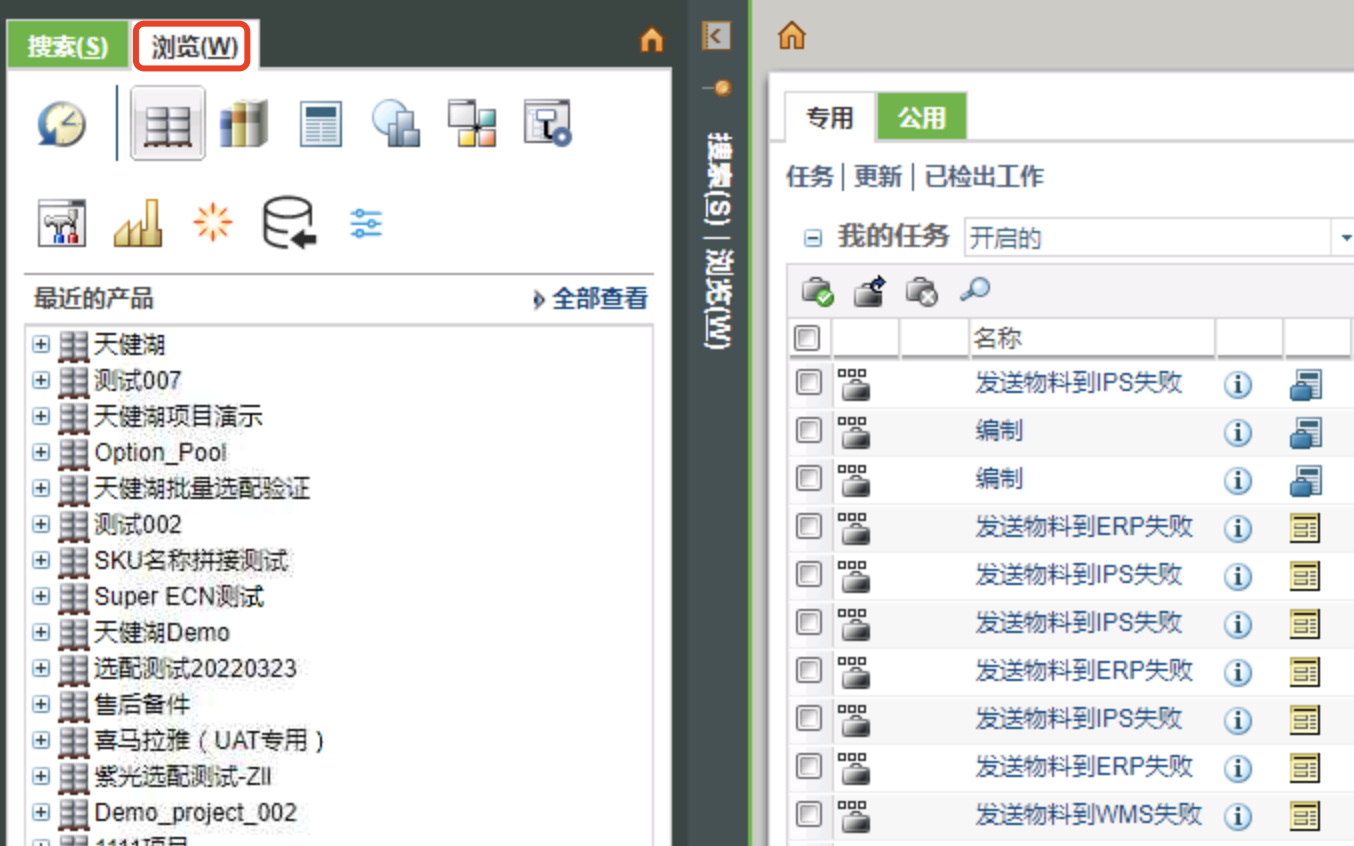 搜索(S) 浏览(W)
最近的产品 全部查看
天健湖
测试007
天健湖项目演示
Option_Pool
天健湖批量选配验证
测试002
SKU名称拼接测试
Super ECN测试
天健湖Demo
选配测试20220323
售后备件
喜马拉雅（UAT专用）
紫光选配测试-ZII
Demo_project_002
1111项目
搜索(S) | 浏览(W)
专用 公用
任务 | 更新 | 已检出工作
我的任务 开启的
名称
发送物料到IPS失败
编制
编制
发送物料到ERP失败
发送物料到IPS失败
发送物料到IPS失败
发送物料到ERP失败
发送物料到IPS失败
发送物料到ERP失败
发送物料到WMS失败